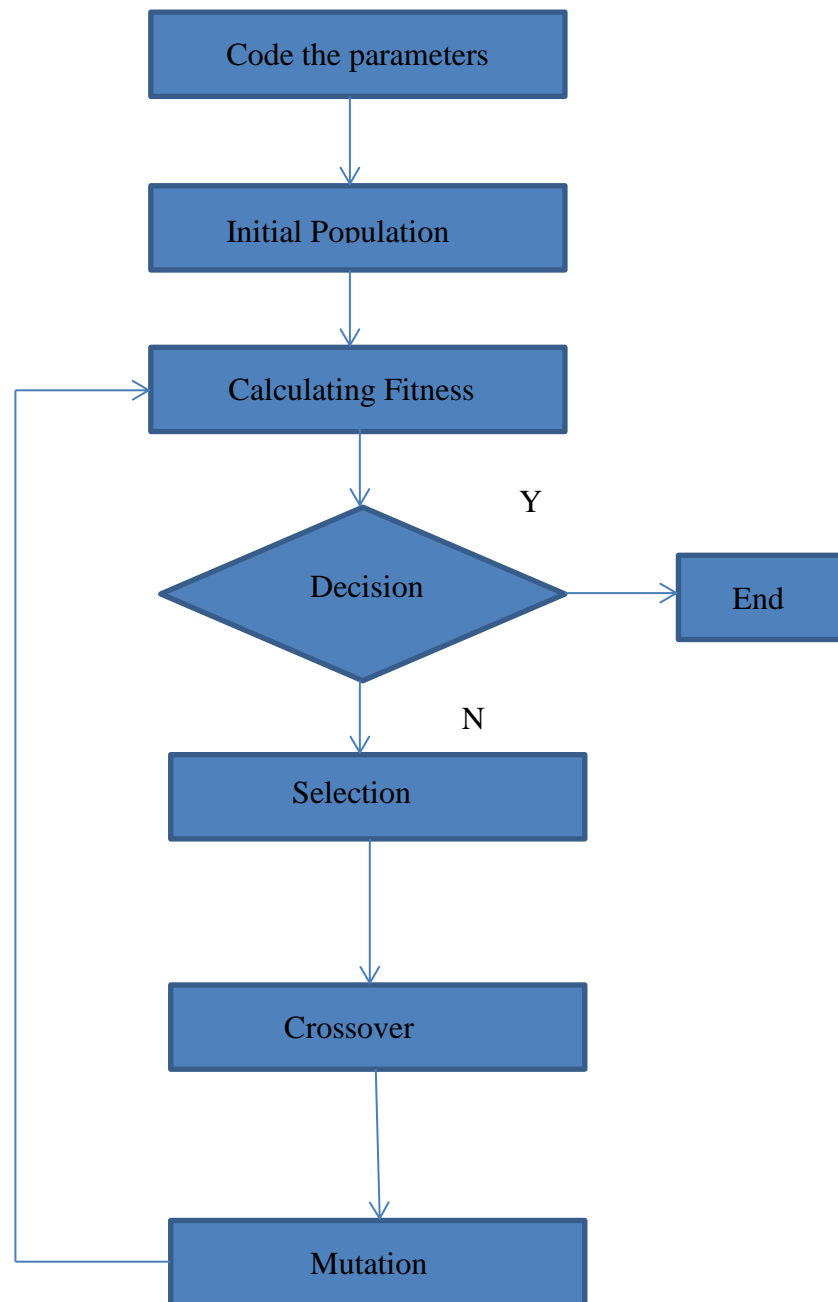 Code the parameters
Initial Population
Calculating Fitness
Y
Decision
End
N
Selection
Crossover
Mutation